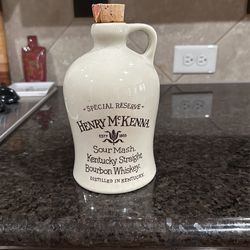 SPECIAL RESERVE
HENRY McKENNA
ESTD 1855
Sour Mash
Kentucky Straight
Bourbon Whiskey
DISTILLED IN KENTUCKY